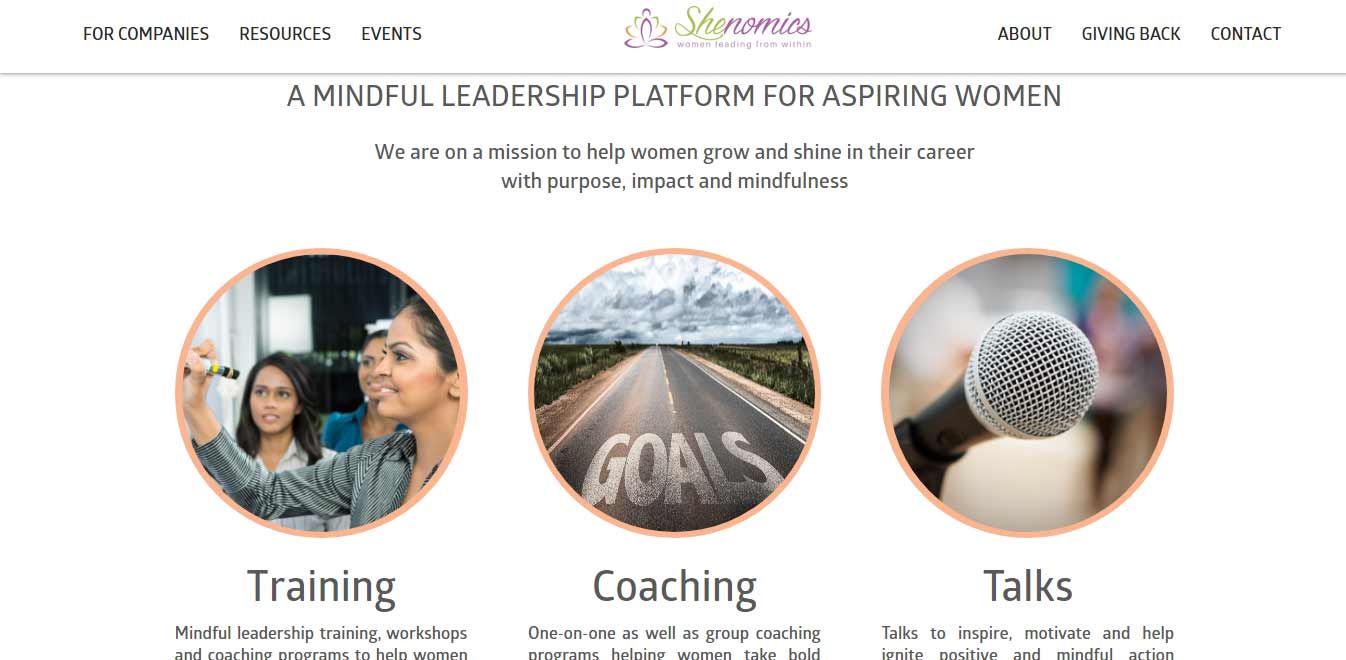 FOR COMPANIES RESOURCES EVENTS Shenomics ABOUT GIVING BACK CONTACT
women leading from within
A MINDFUL LEADERSHIP PLATFORM FOR ASPIRING WOMEN
We are on a mission to help women grow and shine in their career
with purpose, impact and mindfulness
GOALS
Training
Mindful leadership training, workshops
and coaching programs to help women
Coaching
One-on-one as well as group coaching
programs helping women take bold
Talks
Talks to inspire, motivate and help
ignite positive and mindful action